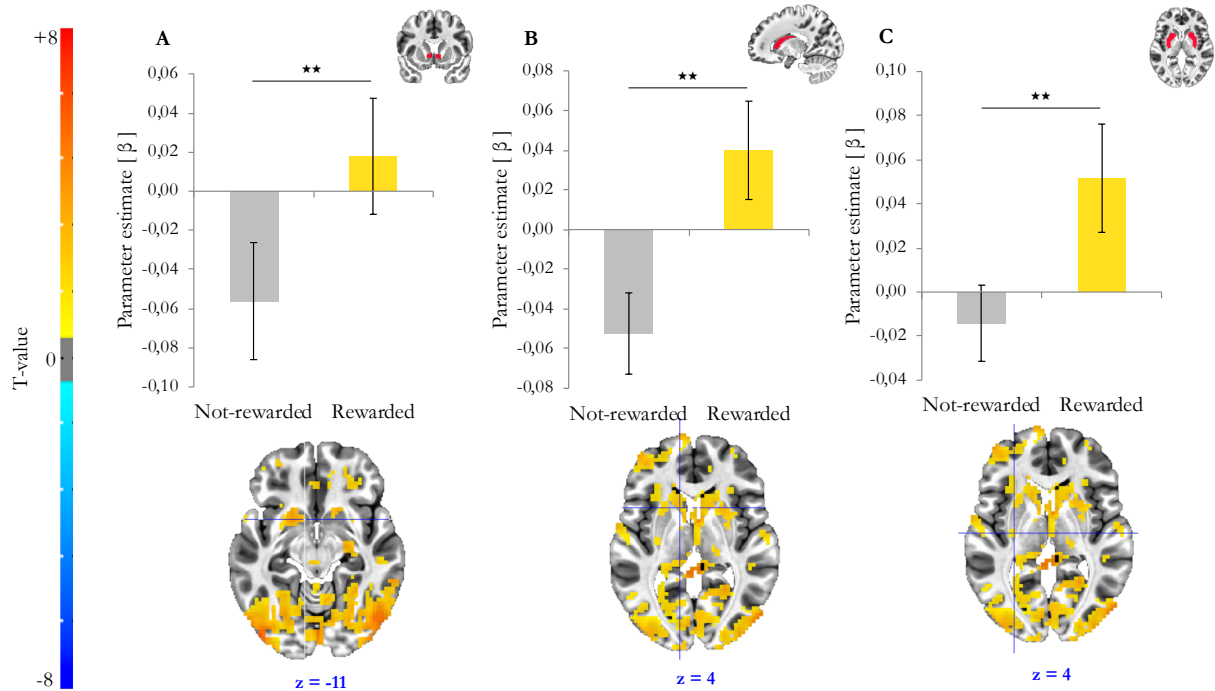 +8
T-value
0
-8
A
★★
Parameter estimate [ β ]
0,06
0,04
0,02
0,00
-0,02
-0,04
-0,06
-0,08
-0,10
Not-rewarded Rewarded
z = -11
B
★★
Parameter estimate [ β ]
0,08
0,06
0,04
0,02
0,00
-0,02
-0,04
-0,06
-0,08
Not-rewarded Rewarded
z = 4
C
★★
Parameter estimate [ β ]
0,10
0,08
0,06
0,04
0,02
0,00
-0,02
-0,04
Not-rewarded Rewarded
z = 4